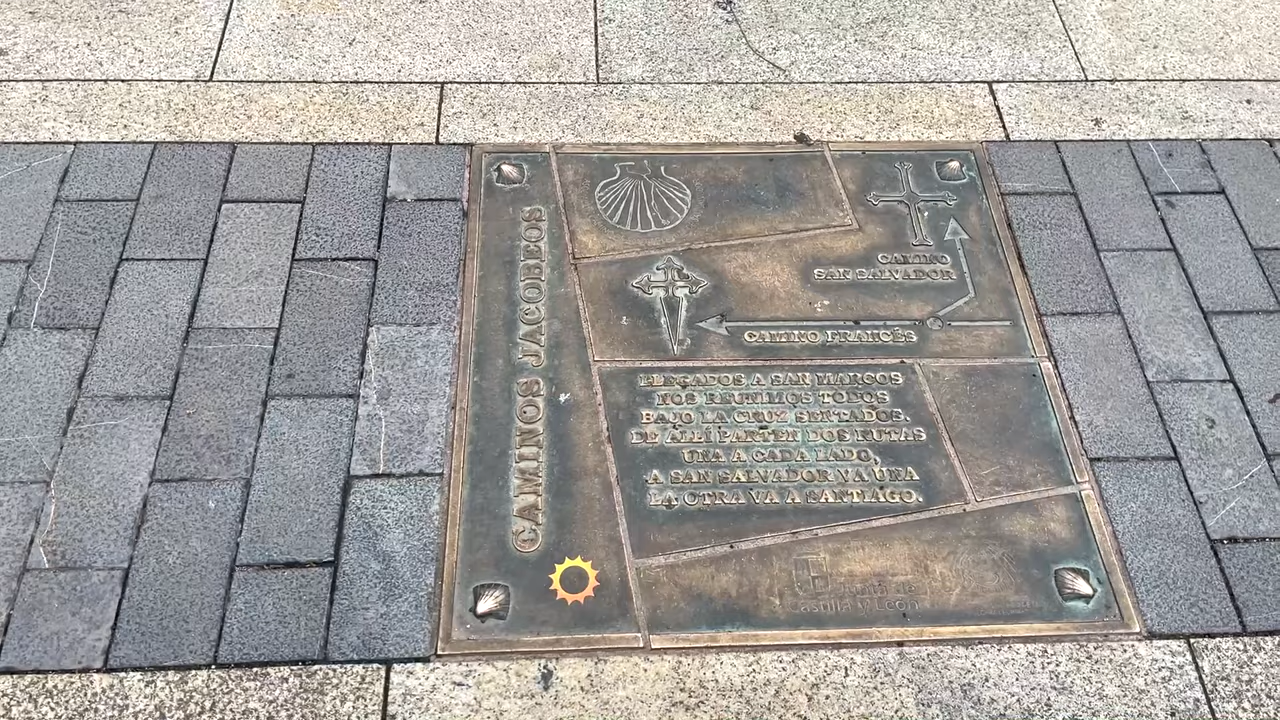 CAMINOS JACOBEOS
CAMINO
SAN SALVADOR
CAMINO FRANCÉS
LLEGADOS A SAN MARCOS
NOS REUNIMOS TODOS
BAJO LA CRUZ SENTADOS.
DE ALLÍ PARTEN DOS RUTAS
UNA A CADA LADO,
A SAN SALVADOR VA UNA
LA OTRA VA A SANTIAGO.
Junta de
Castilla y León